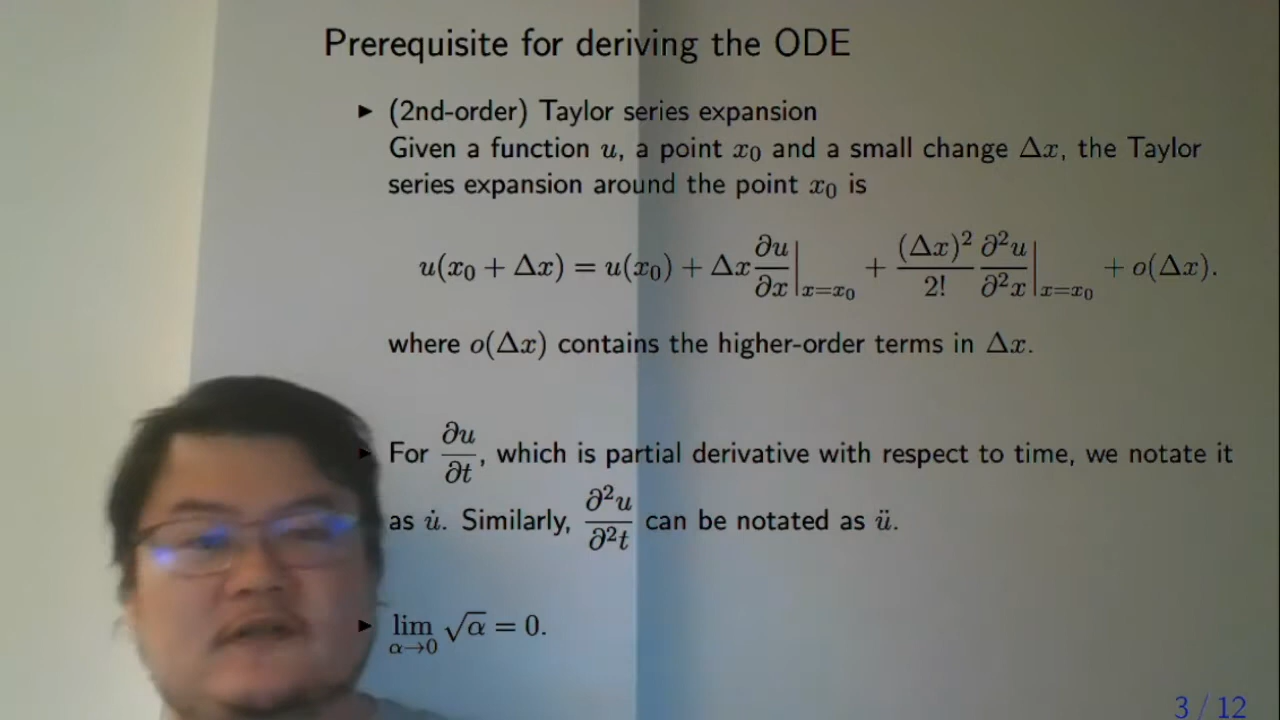 Prerequisite for deriving the ODE
▶ (2nd-order) Taylor series expansion
Given a function u, a point x₀ and a small change Δx, the Taylor
series expansion around the point x₀ is
u(x₀ + Δx) = u(x₀) + Δx ∂u/∂x |ₓ₌ₓ₀ + (Δx)²/2! ∂²u/∂²x |ₓ₌ₓ₀ + o(Δx).
where o(Δx) contains the higher-order terms in Δx.
▶ For ∂u/∂t, which is partial derivative with respect to time, we notate it
as u̇. Similarly, ∂²u/∂²t can be notated as ü.
▶ lim α→0 √α = 0.
3 / 12